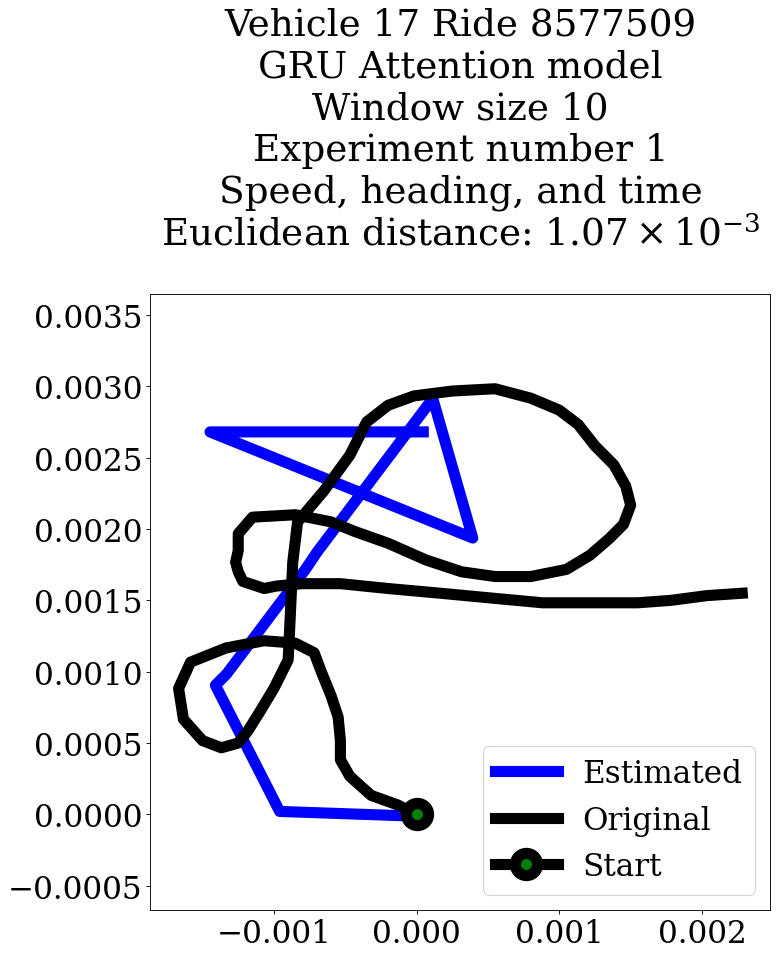 Vehicle 17 Ride 8577509
GRU Attention model
Window size 10
Experiment number 1
Speed, heading, and time
Euclidean distance: 1.07 × 10⁻³
0.0035
0.0030
0.0025
0.0020
0.0015
0.0010
0.0005
0.0000
−0.0005
Estimated
Original
Start
−0.001 0.000 0.001 0.002